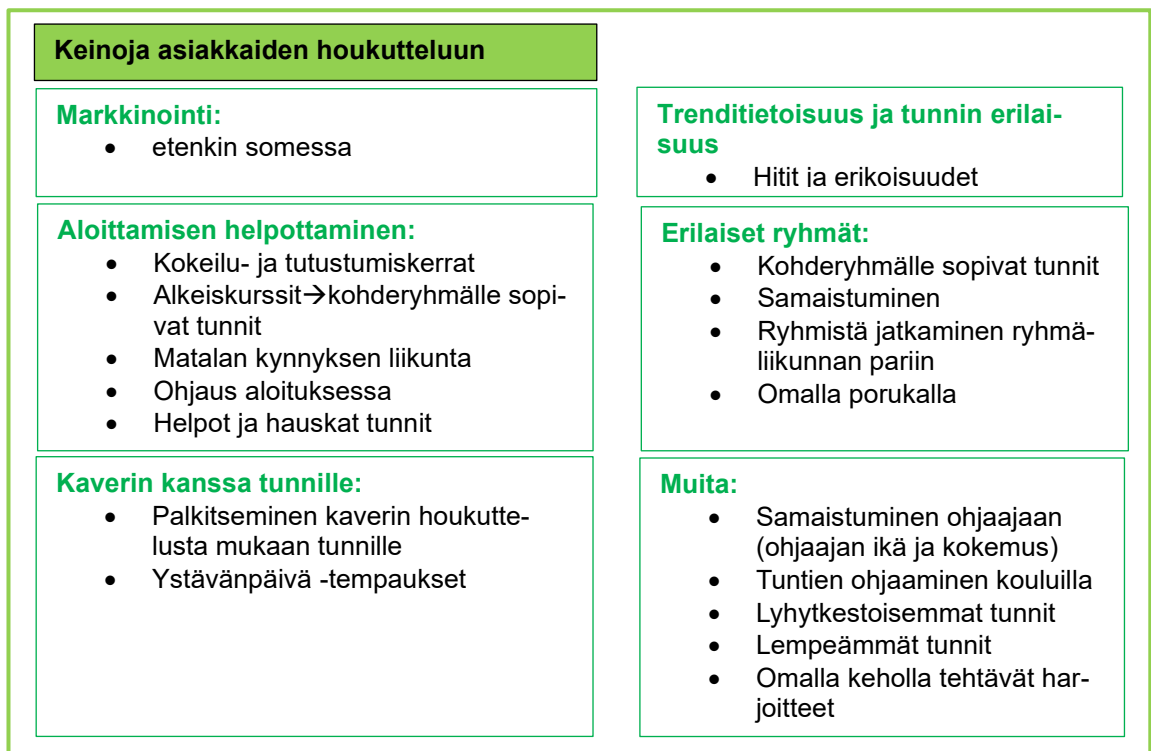 Keinoja asiakkaiden houkutteluun
Markkinointi:
• etenkin somessa
Trenditietoisuus ja tunnin erilai-
suus
• Hitit ja erikoisuudet
Aloittamisen helpottaminen:
• Kokeilu- ja tutustumiskerrat
• Alkeiskurssit→kohderyhmälle sopi-
vat tunnit
• Matalan kynnyksen liikunta
• Ohjaus aloituksessa
• Helpot ja hauskat tunnit
Erilaiset ryhmät:
• Kohderyhmälle sopivat tunnit
• Samaistuminen
• Ryhmistä jatkaminen ryhmä-
liikunnan pariin
• Omalla porukalla
Kaverin kanssa tunnille:
• Palkitseminen kaverin houkutte-
lusta mukaan tunnille
• Ystävänpäivä -tempaukset
Muita:
• Samaistuminen ohjaajaan
(ohjaajan ikä ja kokemus)
• Tuntien ohjaaminen kouluilla
• Lyhytkestoisemmat tunnit
• Lempeämmät tunnit
• Omalla keholla tehtävät har-
joitteet